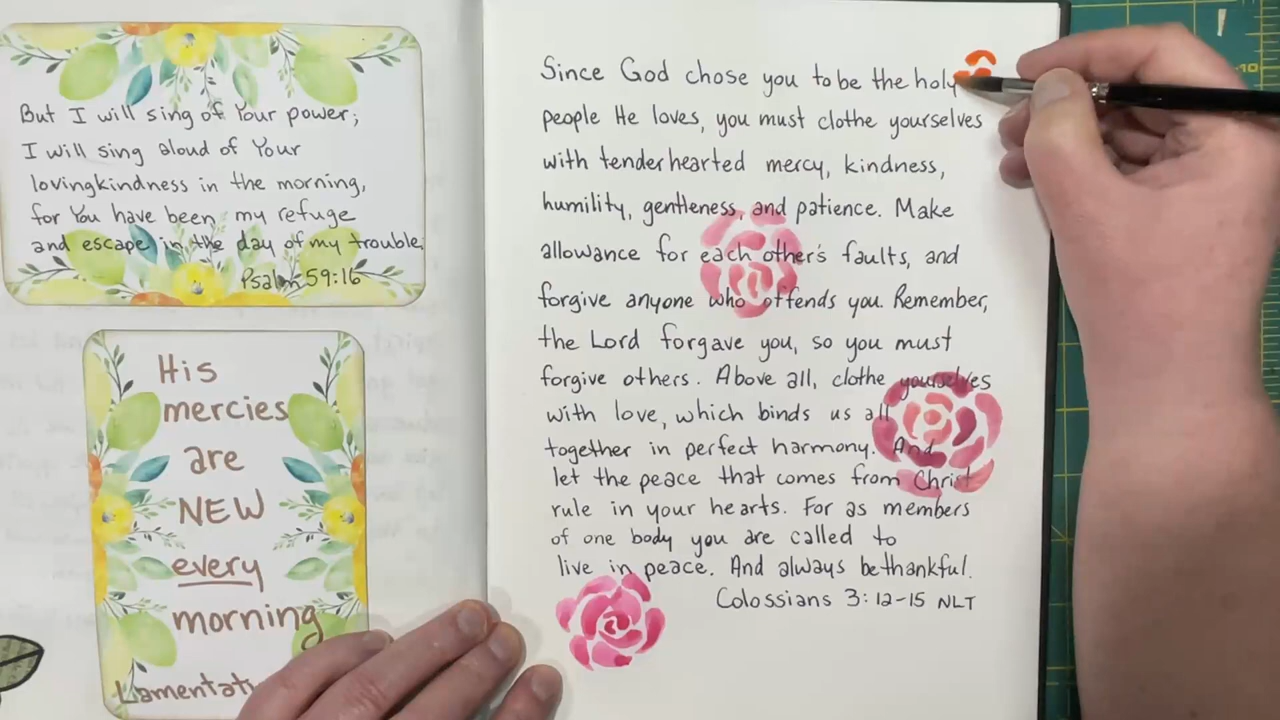 But I will sing of Your power;
I will sing aloud of Your
lovingkindness in the morning,
for You have been my refuge
and escape in the day of my trouble.
Psalm 59:16
His
mercies
are
NEW
every
morning
Since God chose you to be the holy
people He loves, you must clothe yourselves
with tenderhearted mercy, kindness,
humility, gentleness, and patience. Make
allowance for each other's faults, and
forgive anyone who offends you. Remember,
the Lord forgave you, so you must
forgive others. Above all, clothe yourselves
with love, which binds us all
together in perfect harmony. And
let the peace that comes from Christ
rule in your hearts. For as members
of one body you are called to
live in peace. And always be thankful.
Colossians 3:12-15 NLT
10